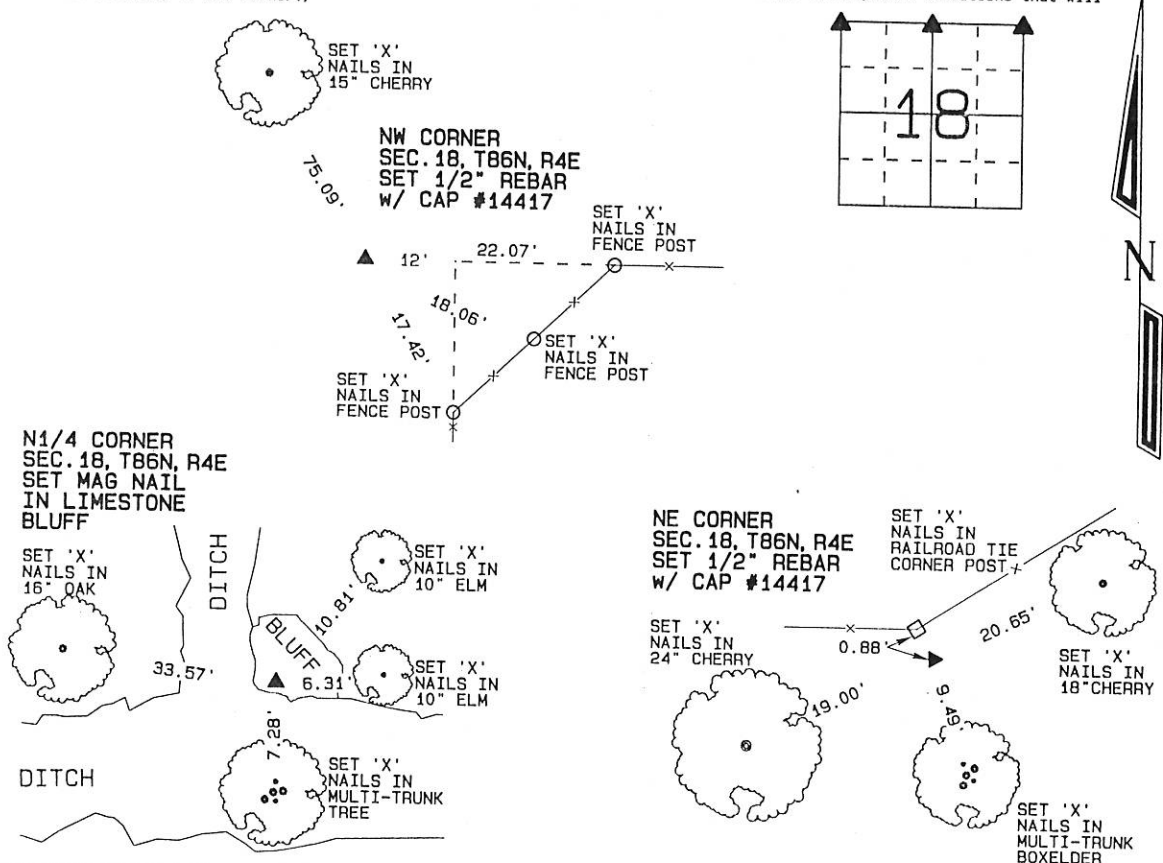 SET 'X'
NAILS IN
15" CHERRY
18
N
75.09'
NW CORNER
SEC. 18, T86N, R4E
SET 1/2" REBAR
W/ CAP #14417
SET 'X'
NAILS IN
FENCE POST
12'
22.07'
18.06'
17.42'
SET 'X'
NAILS IN
FENCE POST
SET 'X'
NAILS IN
FENCE POST
N1/4 CORNER
SEC. 18, T86N, R4E
SET MAG NAIL
IN LIMESTONE
BLUFF
SET 'X'
NAILS IN
16" OAK
DITCH
SET 'X'
NAILS IN
10" ELM
10.81'
BLUFF
33.57'
6.31'
SET 'X'
NAILS IN
10" ELM
7.28'
DITCH
SET 'X'
NAILS IN
MULTI-TRUNK
TREE
NE CORNER
SEC. 18, T86N, R4E
SET 1/2" REBAR
W/ CAP #14417
SET 'X'
NAILS IN
RAILROAD TIE
CORNER POST
SET 'X'
NAILS IN
24" CHERRY
0.88'
20.65'
SET 'X'
NAILS IN
18"CHERRY
19.00'
9.49'
SET 'X'
NAILS IN
MULTI-TRUNK
BOXELDER